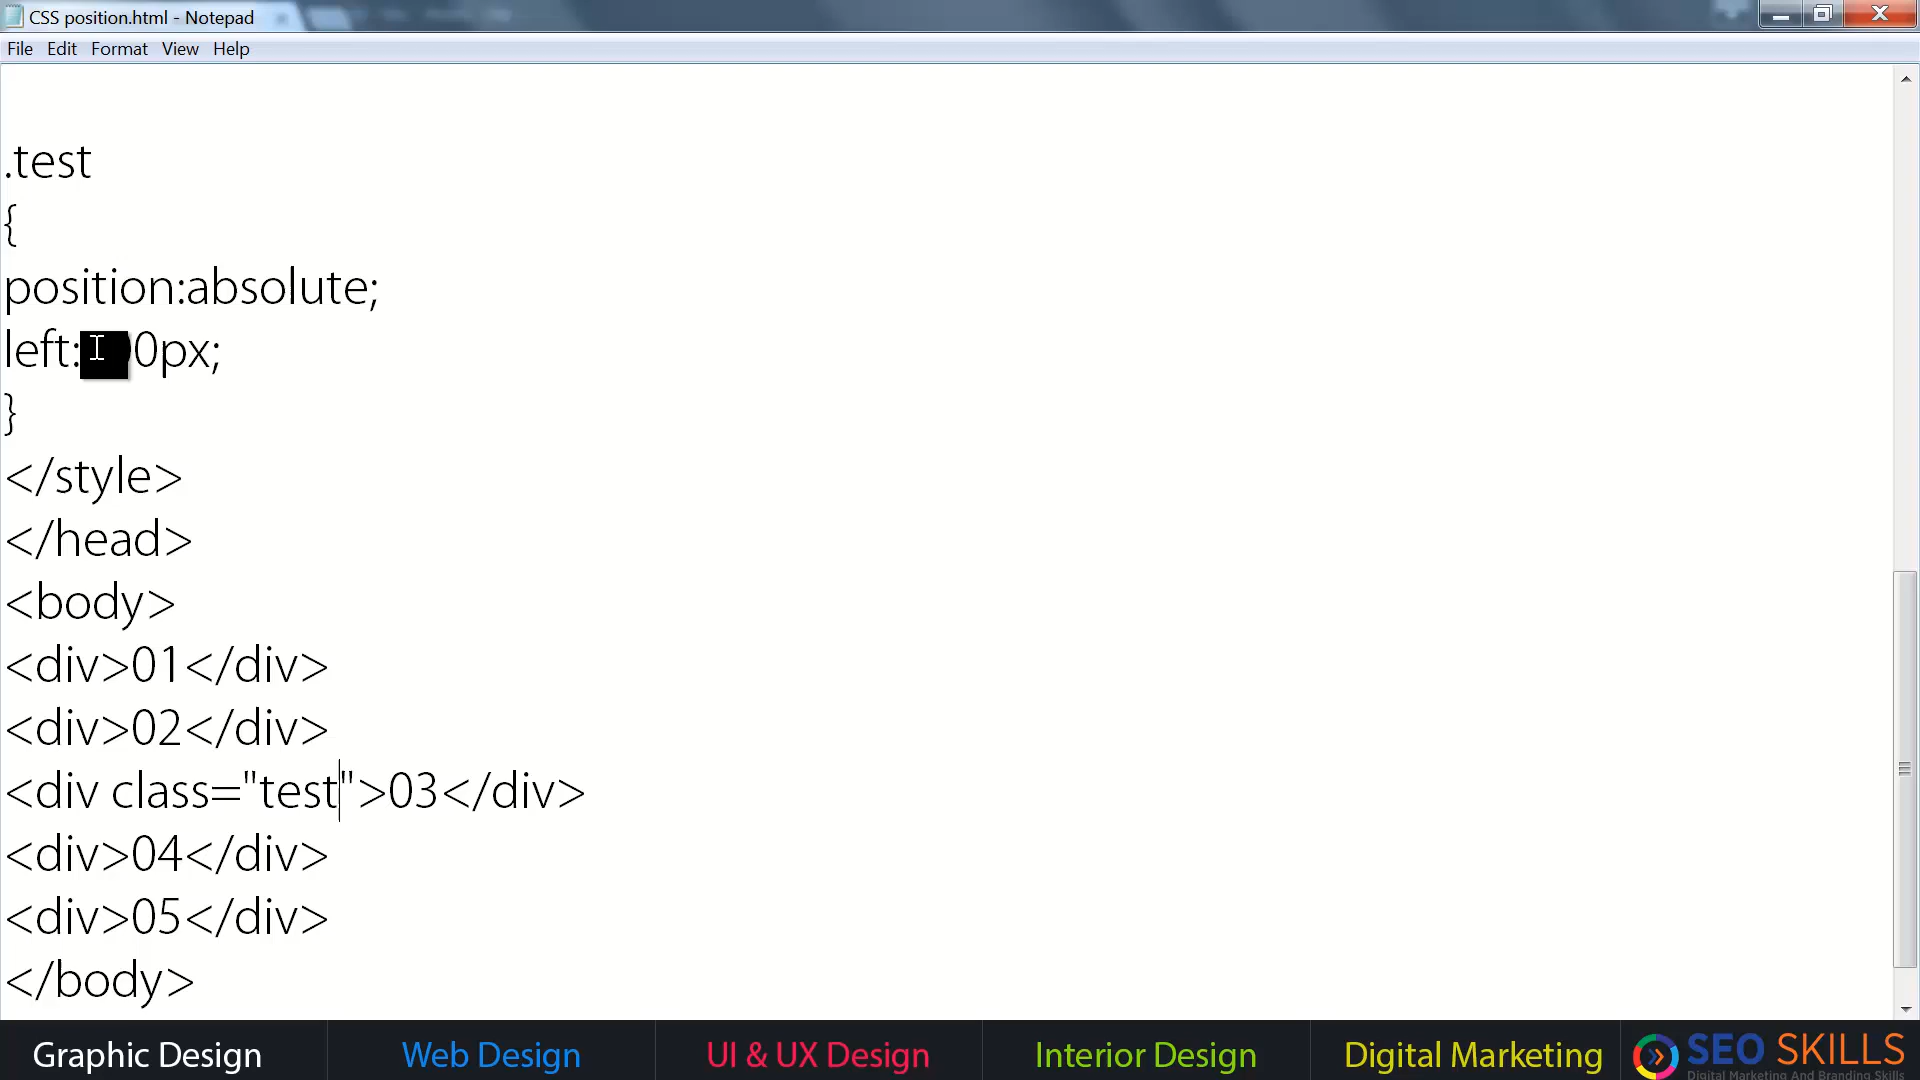 CSS position.html - Notepad
File Edit Format View Help
.test
{
position:absolute;
left: 0px;
}
</style>
</head>
<body>
<div>01</div>
<div>02</div>
<div class="test">03</div>
<div>04</div>
<div>05</div>
</body>
Graphic Design
Web Design
UI & UX Design
Interior Design
Digital Marketing
SEO SKILLS
Digital Marketing And Branding Skills